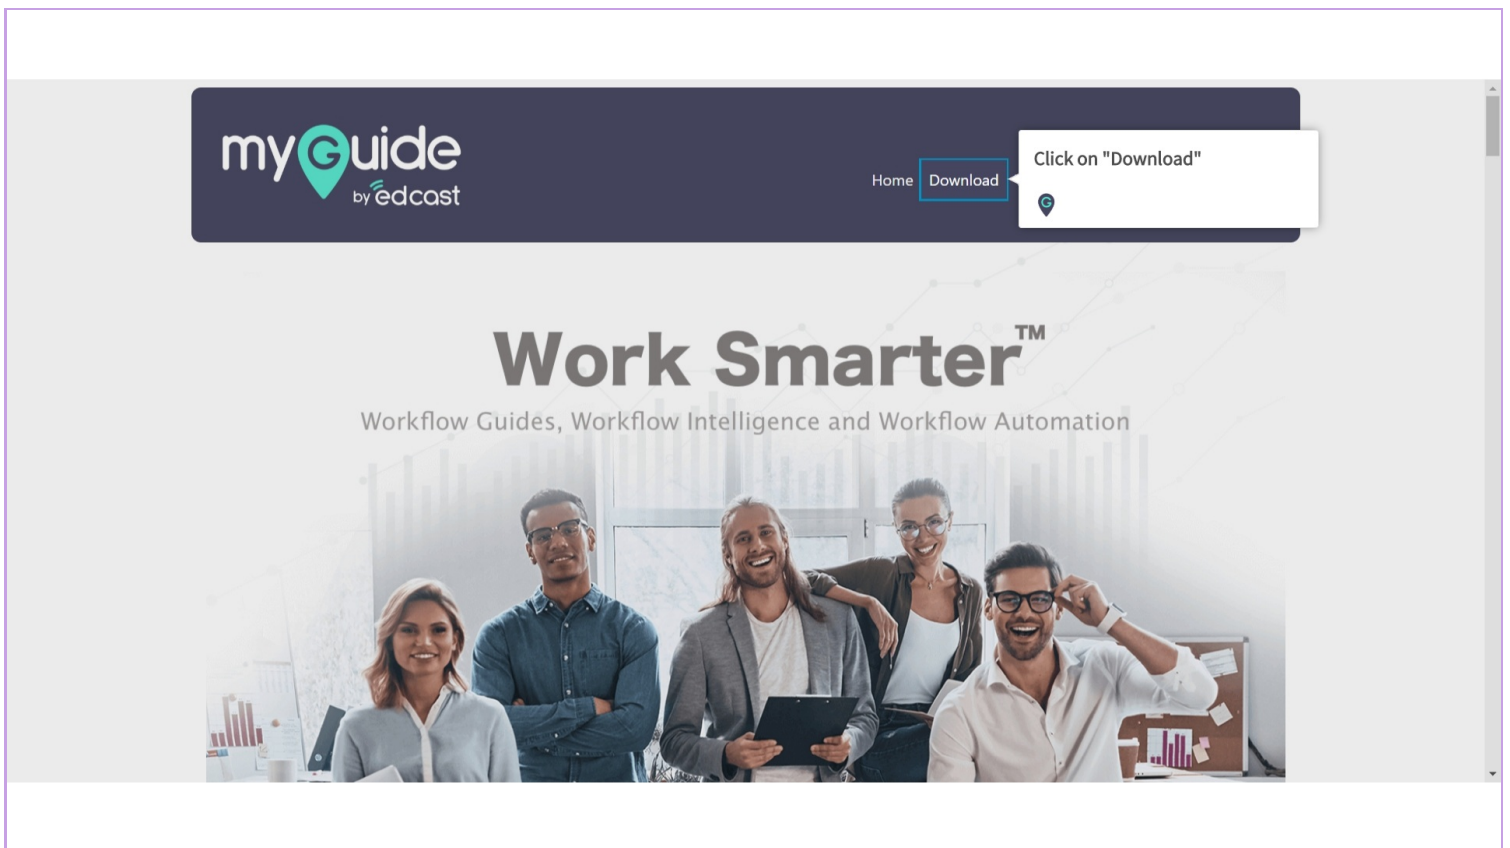 myGuide
by edcast
Home Download
Click on "Download"
G
Work Smarter™
Workflow Guides, Workflow Intelligence and Workflow Automation